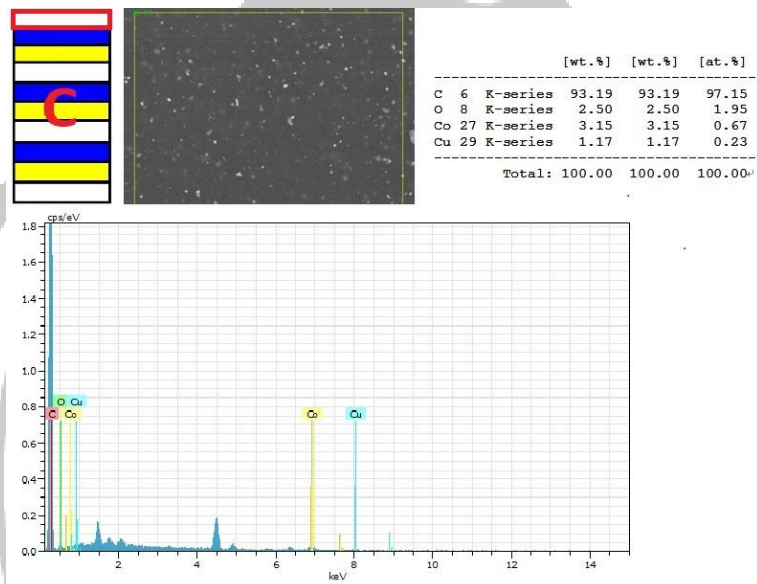 C
[wt.%] [wt.%] [at.%]
C 6 K-series 93.19 93.19 97.15
O 8 K-series 2.50 2.50 1.95
Co 27 K-series 3.15 3.15 0.67
Cu 29 K-series 1.17 1.17 0.23
Total: 100.00 100.00 100.00
cps/eV
1.8
1.6
1.4
1.2
1.0
0.8
0.6
0.4
0.2
0.0
O Cu
C Co
Co Cu
2 4 6 8 10 12 14
keV